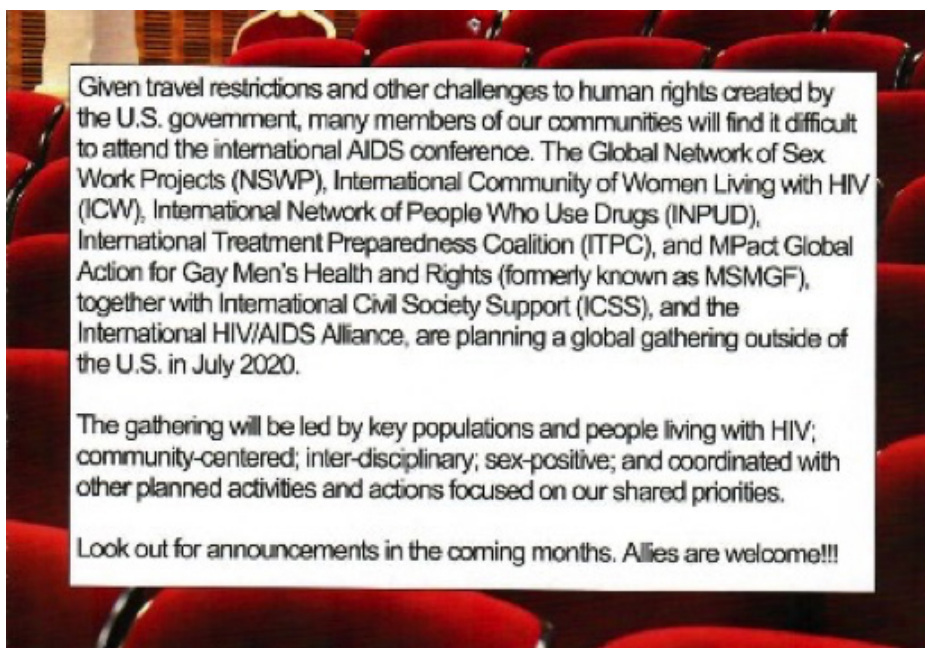 Given travel restrictions and other challenges to human rights created by
the U.S. government, many members of our communities will find it difficult
to attend the international AIDS conference. The Global Network of Sex
Work Projects (NSWP), International Community of Women Living with HIV
(ICW), International Network of People Who Use Drugs (INPUD),
International Treatment Preparedness Coalition (ITPC), and MPact Global
Action for Gay Men's Health and Rights (formerly known as MSMGF),
together with International Civil Society Support (ICSS), and the
International HIV/AIDS Alliance, are planning a global gathering outside of
the U.S. in July 2020.
The gathering will be led by key populations and people living with HIV;
community-centered; inter-disciplinary; sex-positive; and coordinated with
other planned activities and actions focused on our shared priorities.
Look out for announcements in the coming months. Allies are welcome!!!